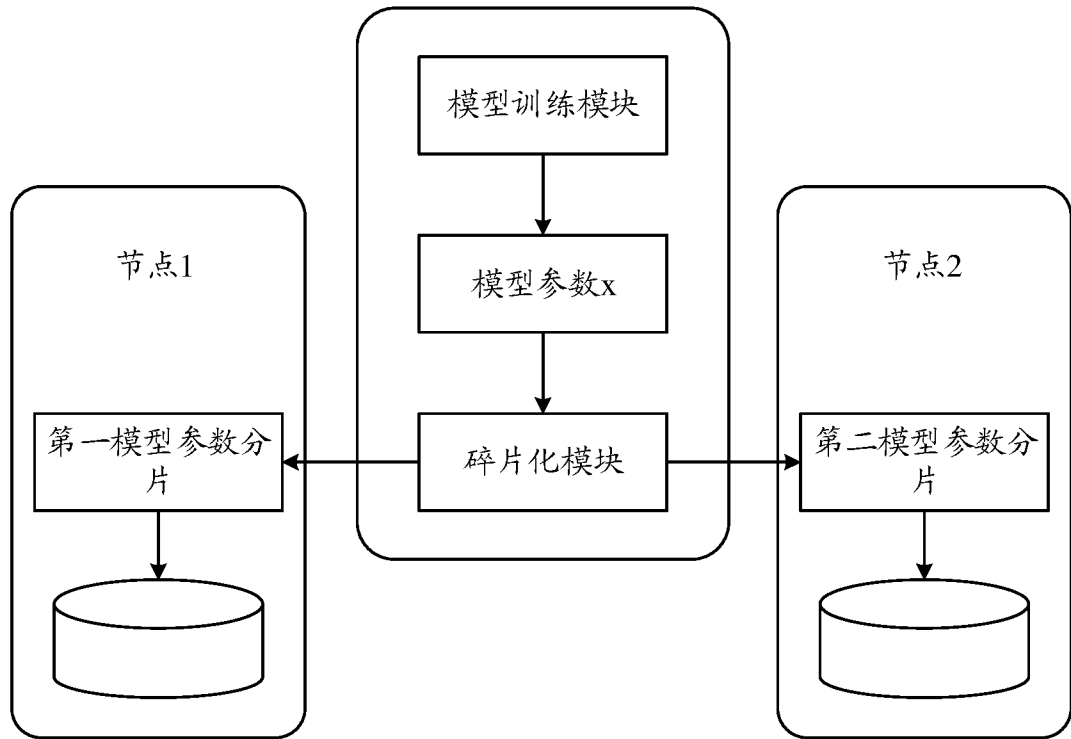 模型训练模块
节点1
模型参数x
节点2
第一模型参数分
片
碎片化模块
第二模型参数分
片